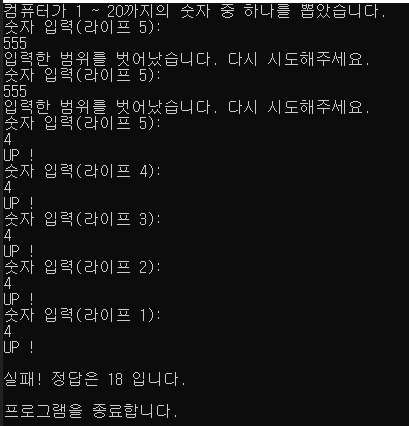 컴퓨터가 1 ~ 20까지의 숫자 중 하나를 뽑았습니다.
숫자 입력(라이프 5):
555
입력한 범위를 벗어났습니다. 다시 시도해주세요.
숫자 입력(라이프 5):
555
입력한 범위를 벗어났습니다. 다시 시도해주세요.
숫자 입력(라이프 5):
4
UP !
숫자 입력(라이프 4):
4
UP !
숫자 입력(라이프 3):
4
UP !
숫자 입력(라이프 2):
4
UP !
숫자 입력(라이프 1):
4
UP !
실패! 정답은 18 입니다.
프로그램을 종료합니다.